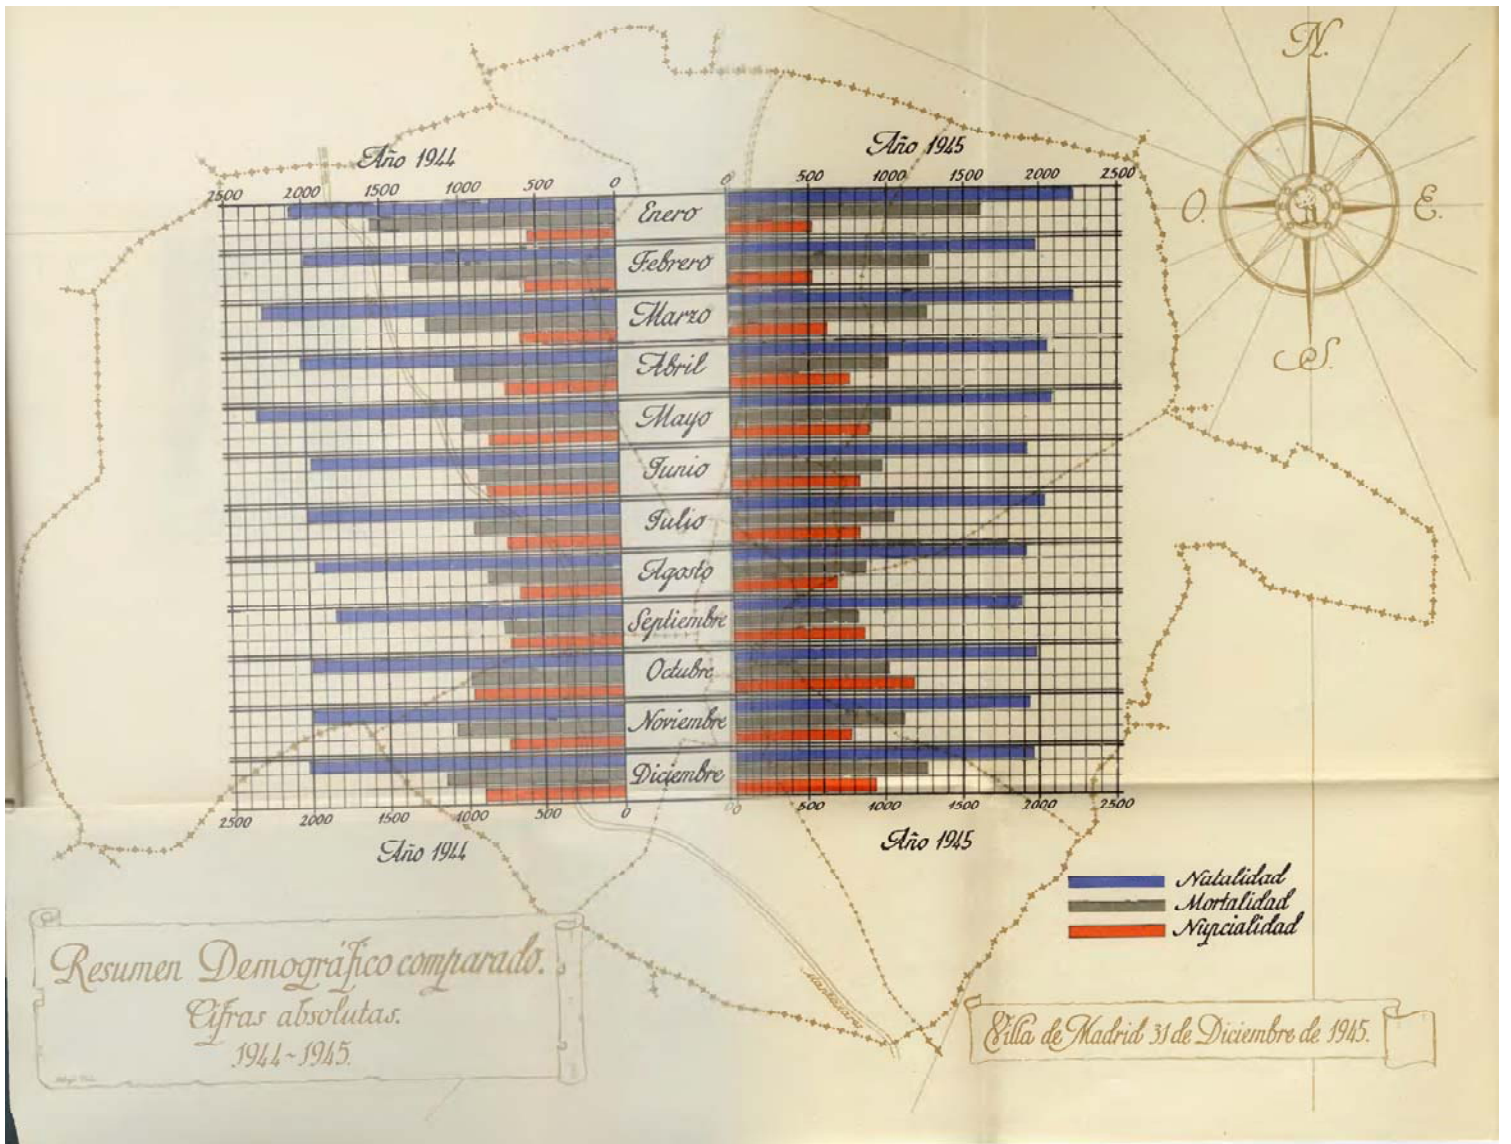 N.
Año 1944
Año 1945
2500 2000 1500 1000 500 0
0 500 1000 1500 2000 2500
O.
E.
Enero
Febrero
Marzo
S.
Abril
Mayo
Junio
Julio
Agosto
Septiembre
Octubre
Noviembre
Diciembre
2500 2000 1500 1000 500 0
0 500 1000 1500 2000 2500
Año 1944
Año 1945
Natalidad
Mortalidad
Nupcialidad
Resumen Demográfico comparado.
Cifras absolutas.
1944~1945.
Villa de Madrid 31 de Diciembre de 1945.